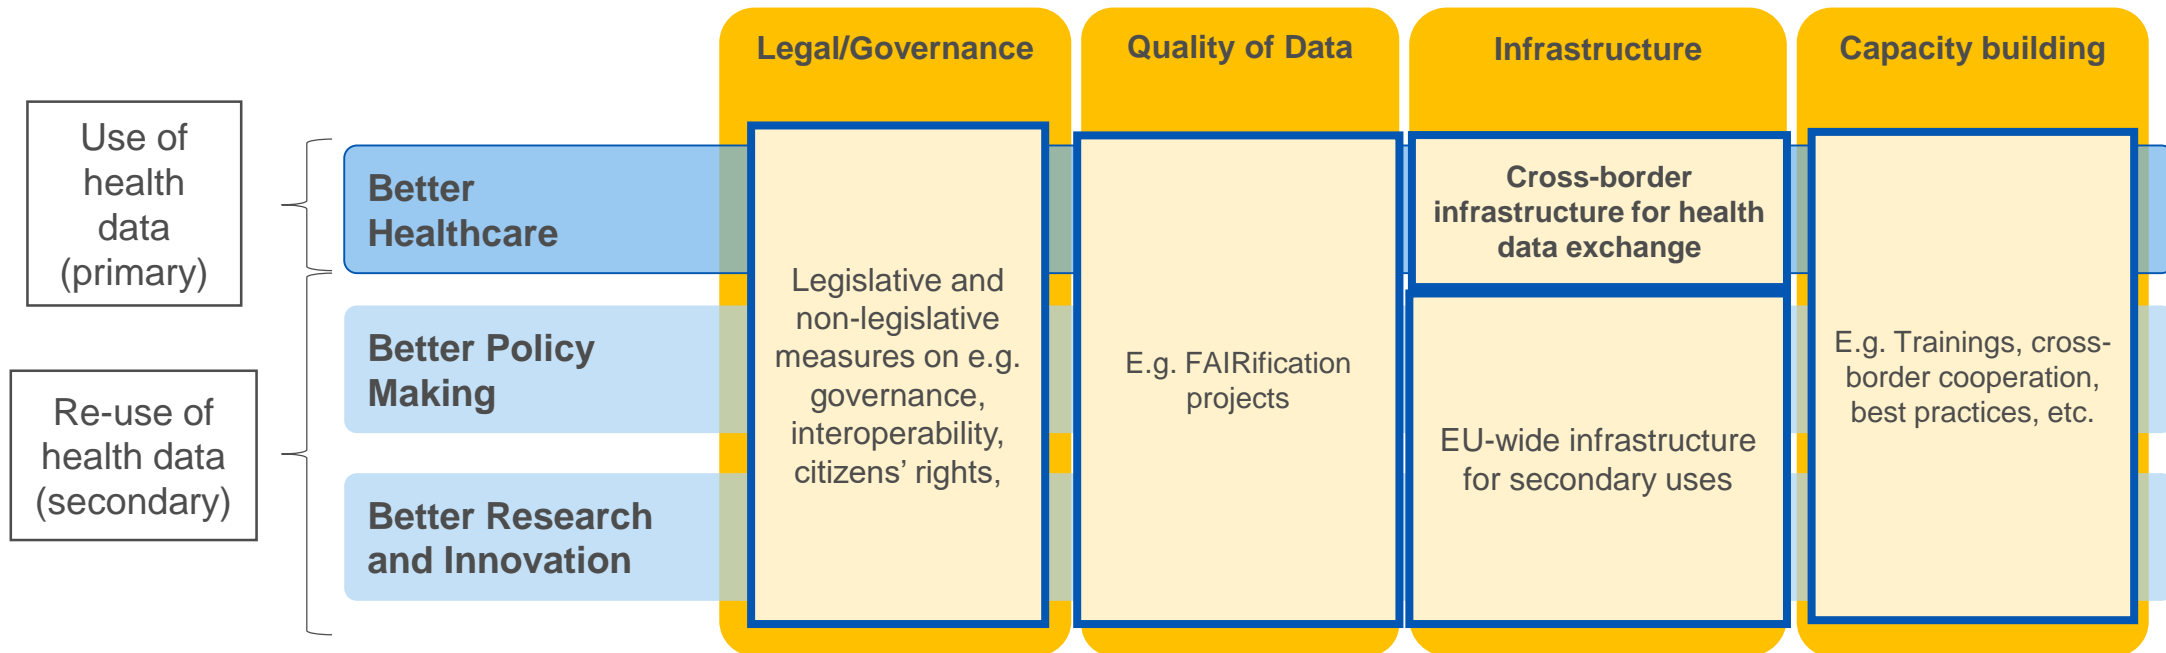 Legal/Governance
Quality of Data
Infrastructure
Capacity building
Use of
health
data
(primary)
Re-use of
health data
(secondary)
Better
Healthcare
Better Policy
Making
Better Research
and Innovation
Legislative and
non-legislative
measures on e.g.
governance,
interoperability,
citizens’ rights,
E.g. FAIRification
projects
Cross-border
infrastructure for health
data exchange
EU-wide infrastructure
for secondary uses
E.g. Trainings, cross-
border cooperation,
best practices, etc.